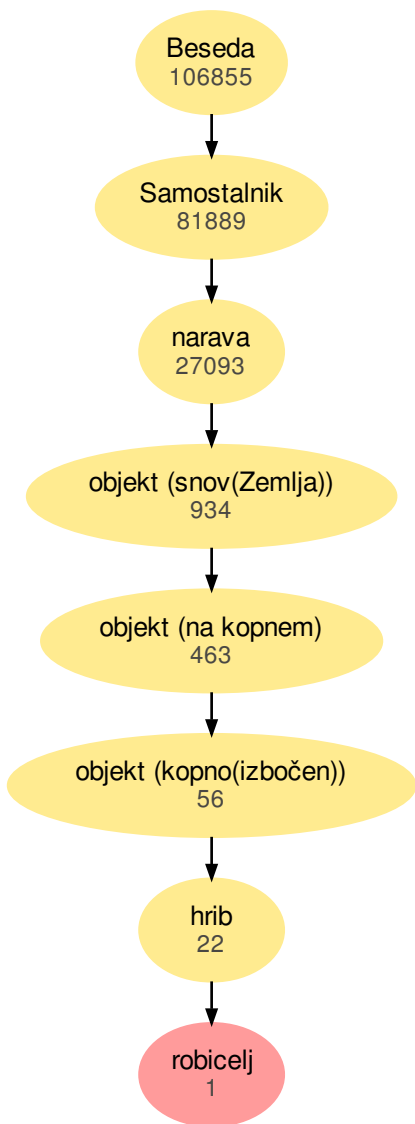 Beseda
106855
Samostalnik
81889
narava
27093
objekt (snov(Zemlja))
934
objekt (na kopnem)
463
objekt (kopno(izbočen))
56
hrib
22
robicelj
1